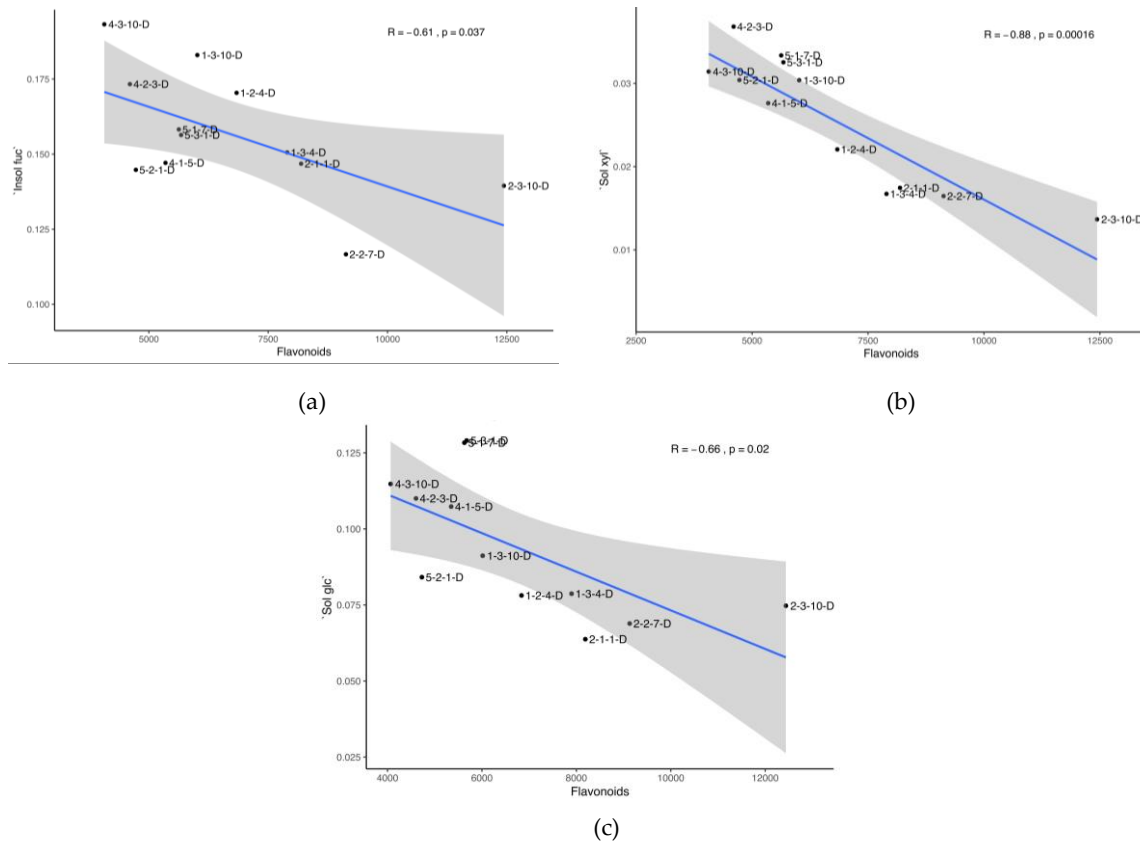 R = −0.61 , p = 0.037
4-3-10-D
1-3-10-D
4-2-3-D
1-2-4-D
5-1-7-D
5-3-1-D
1-3-4-D
4-1-5-D
2-1-1-D
5-2-1-D
2-3-10-D
2-2-7-D
0.175
0.150
0.125
0.100
`Insol fuc`
5000 7500 10000 12500
Flavonoids
(a)
R = −0.88 , p = 0.00016
4-2-3-D
5-1-7-D
5-3-1-D
4-3-10-D
5-2-1-D
1-3-10-D
4-1-5-D
1-2-4-D
2-1-1-D
1-3-4-D
2-2-7-D
2-3-10-D
0.03
0.02
0.01
`Sol xyl`
2500 5000 7500 10000 12500
Flavonoids
(b)
R = −0.66 , p = 0.02
5-3-1-D
5-1-7-D
4-3-10-D
4-2-3-D
4-1-5-D
1-3-10-D
5-2-1-D
1-2-4-D
1-3-4-D
2-3-10-D
2-2-7-D
2-1-1-D
0.125
0.100
0.075
0.050
0.025
`Sol glc`
4000 6000 8000 10000 12000
Flavonoids
(c)